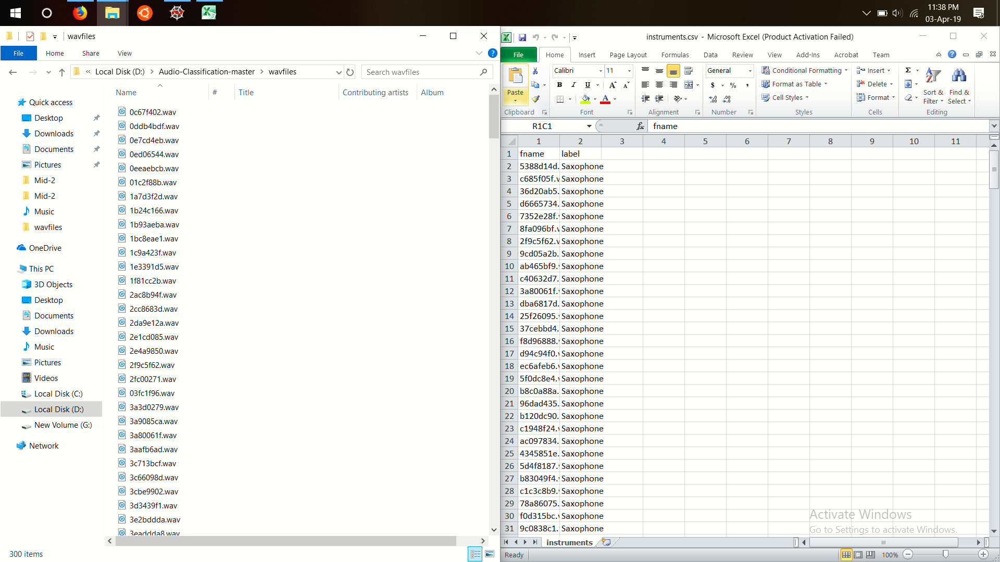 11:38 PM
03-Apr-19
wavfiles
File Home Share View
« Local Disk (D:) > Audio-Classification-master > wavfiles
Search wavfiles
Name # Title Contributing artists Album
Quick access
Desktop
Downloads
Documents
Pictures
Mid-2
Mid-2
Music
wavfiles
OneDrive
This PC
3D Objects
Desktop
Documents
Downloads
Music
Pictures
Videos
Local Disk (C:)
Local Disk (D:)
New Volume (G:)
Network
0c67f402.wav
0ddb4bdf.wav
0e7cd4eb.wav
0ed06544.wav
0eeaebcb.wav
01c2f88b.wav
1a7d3f2d.wav
1b24c166.wav
1b93aeba.wav
1bc8eae1.wav
1c9a423f.wav
1e3391d5.wav
1f81cc2b.wav
2ac8b94f.wav
2cc8683d.wav
2da9e12a.wav
2e1cd085.wav
2e4a9850.wav
2f9c5f62.wav
2fc00271.wav
03fc1f96.wav
3a3d0279.wav
3a9085ca.wav
3a80061f.wav
3aafb6ad.wav
3c713bcf.wav
3c66098d.wav
3cbe9902.wav
3d3439f1.wav
3e2bddda.wav
3eaddda8.wav
300 items
instruments.csv - Microsoft Excel (Product Activation Failed)
File Home Insert Page Layout Formulas Data Review View Add-Ins Acrobat Team
Paste
Clipboard
Calibri 11
B I U A A
A
Font
Alignment
General
$ % ,
Number
Conditional Formatting
Format as Table
Cell Styles
Styles
Insert
Delete
Format
Cells
Σ
Sort & Filter
Find & Select
Editing
R1C1 fx fname
1 2 3 4 5 6 7 8 9 10 11
1 fname label
2 5388d14d. Saxophone
3 c685f05f.w Saxophone
4 36d20ab5. Saxophone
5 d6665734. Saxophone
6 7352e28f. Saxophone
7 8fa096bf.w Saxophone
8 2f9c5f62.w Saxophone
9 9cd05a2b. Saxophone
10 ab465bf9. Saxophone
11 c40632d7. Saxophone
12 3a80061f. Saxophone
13 dba6817d. Saxophone
14 25f26095. Saxophone
15 37cebbd4. Saxophone
16 f8d96888. Saxophone
17 d94c94f0. Saxophone
18 ec6afeb6. Saxophone
19 5f0dc8e4. Saxophone
20 b8c0a88a. Saxophone
21 96dad435. Saxophone
22 b120dc90. Saxophone
23 c1948f24. Saxophone
24 ac097834. Saxophone
25 4345851e. Saxophone
26 5d4f8187. Saxophone
27 b83049f4. Saxophone
28 c1c3c8b9. Saxophone
29 78a86075. Saxophone
30 f0d315bc. Saxophone
31 9c0838c1. Saxophone
Activate Windows
Go to Settings to activate Windows.
instruments
Ready
100%